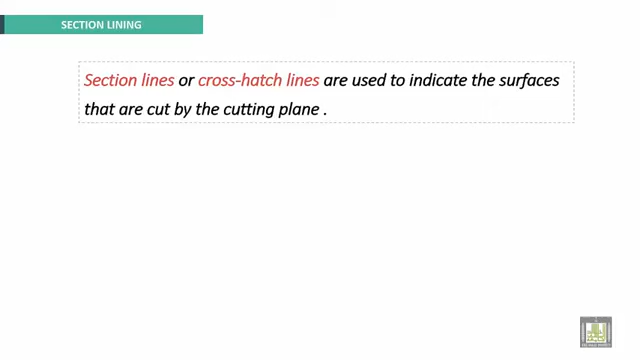 SECTION LINING
Section lines or cross-hatch lines are used to indicate the surfaces
that are cut by the cutting plane .